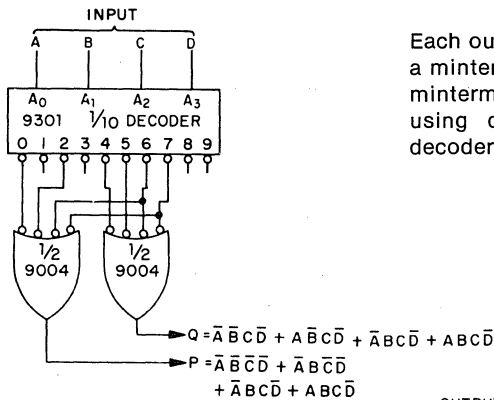 INPUT
A B C D
Each ou
a minter
minterm
using
decoder
A₀ A₁ A₂ A₃
9301 1/10 DECODER
0 1 2 3 4 5 6 7 8 9
1/2 1/2
9004 9004
Q = A̅ B̅ C D̅ + A B̅ C D̅ + A̅ B C D̅ + A B C D̅
P = A̅ B̅ C̅ D̅ + A̅ B̅ C̅ D̅
+ A̅ B C D̅ + A B C D̅